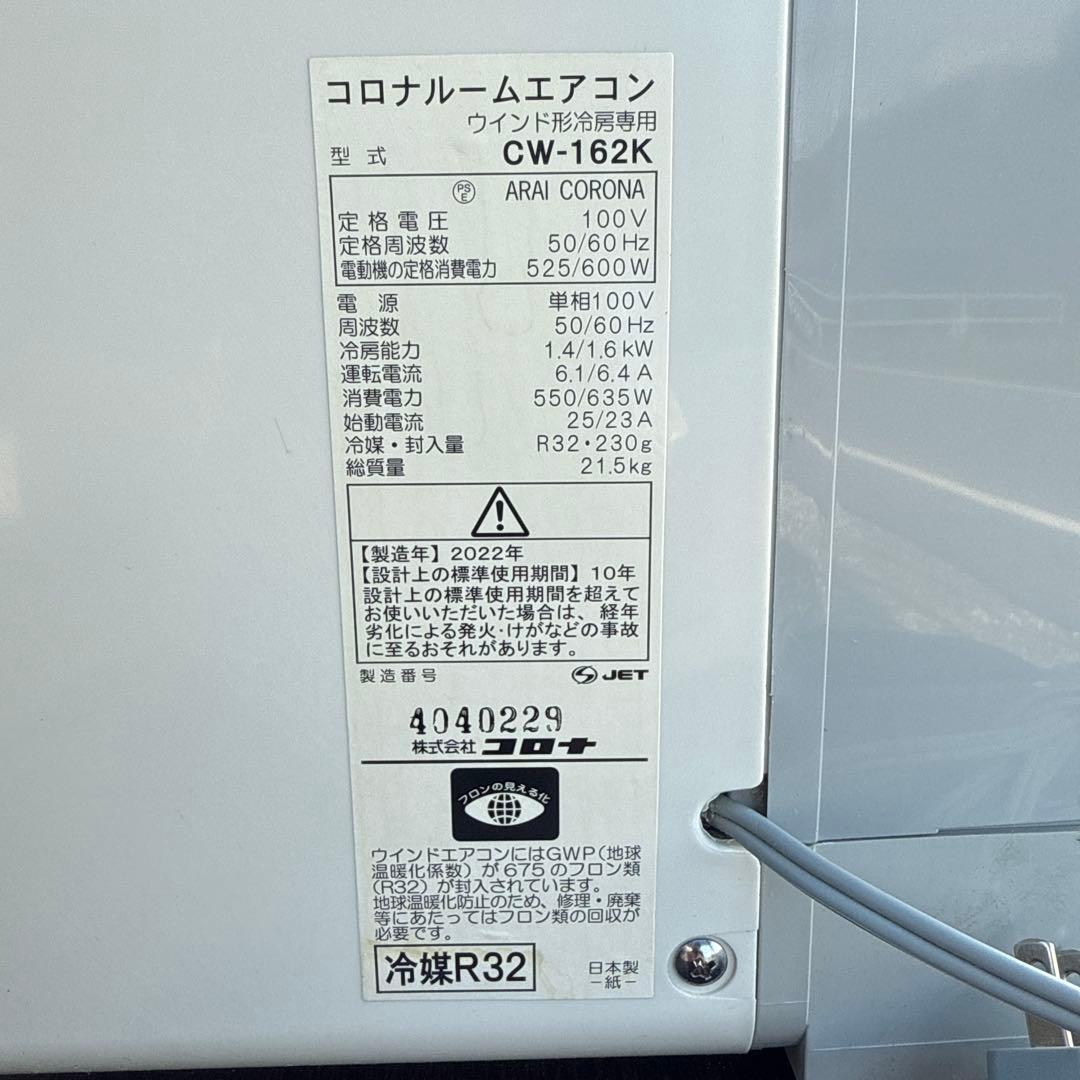 コロナルームエアコン
ウインド形冷房専用
型式 CW-162K
PSE ARAI CORONA
定格電圧 100V
定格周波数 50/60Hz
電動機の定格消費電力 525/600W
電源 単相100V
周波数 50/60Hz
冷房能力 1.4/1.6kW
運転電流 6.1/6.4A
消費電力 550/635W
始動電流 25/23A
冷媒・封入量 R32・230g
総質量 21.5kg
【製造年】2022年
【設計上の標準使用期間】10年
設計上の標準使用期間を超えて
お使いいただいた場合は、経年
劣化による発火・けがなどの事故
に至るおそれがあります。
製造番号 JET
4040229
株式会社 コロナ
フロンの見える化
ウインドエアコンにはGWP(地球
温暖化係数)が675のフロン類
(R32)が封入されています。
地球温暖化防止のため、修理・廃棄
等にあたってはフロン類の回収が
必要です。
冷媒R32 日本製
-紙-